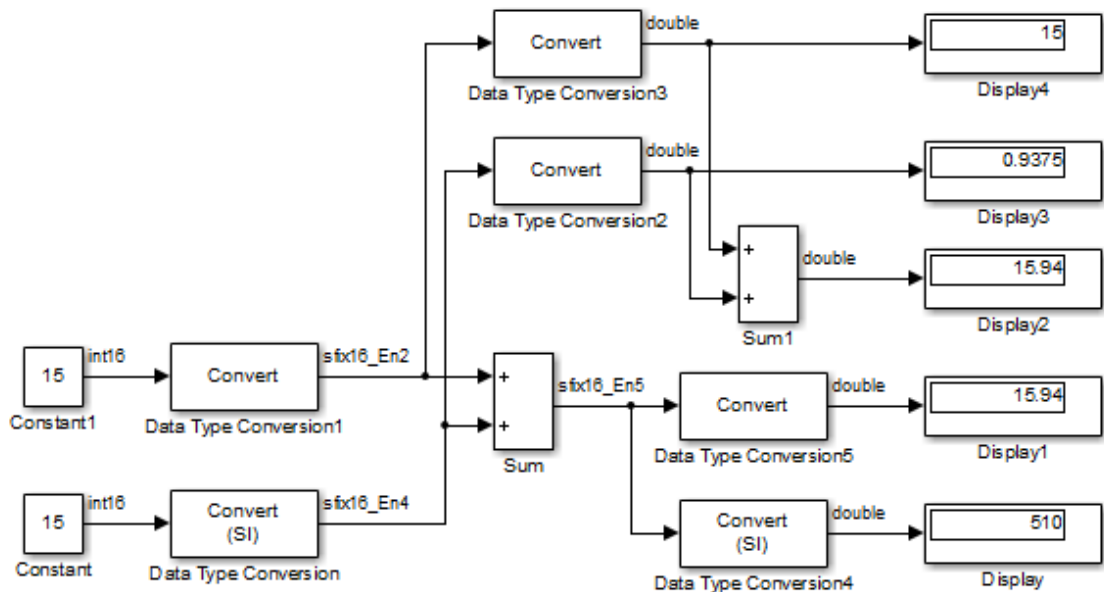 double
Convert
15
Data Type Conversion3
Display4
double
Convert
0.9375
Data Type Conversion2
Display3
+
+
double
15.94
Sum1
Display2
15
int16
Convert
sfix16_En2
+
+
sfix16_En5
Convert
double
15.94
Constant1
Data Type Conversion1
Sum
Data Type Conversion5
Display1
15
int16
Convert
(SI)
sfix16_En4
Convert
(SI)
double
510
Constant
Data Type Conversion
Data Type Conversion4
Display